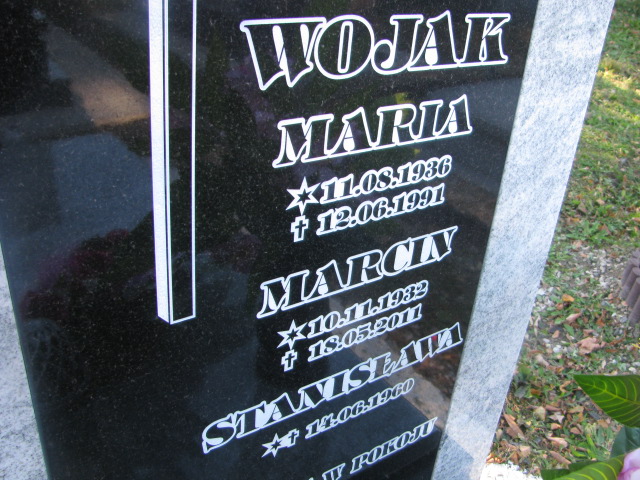 WOJAK
MARIA
11.08.1936
12.06.1991
MARCIN
10.11.1932
18.05.2011
STANISŁAWA
14.06.1960
W POKOJU